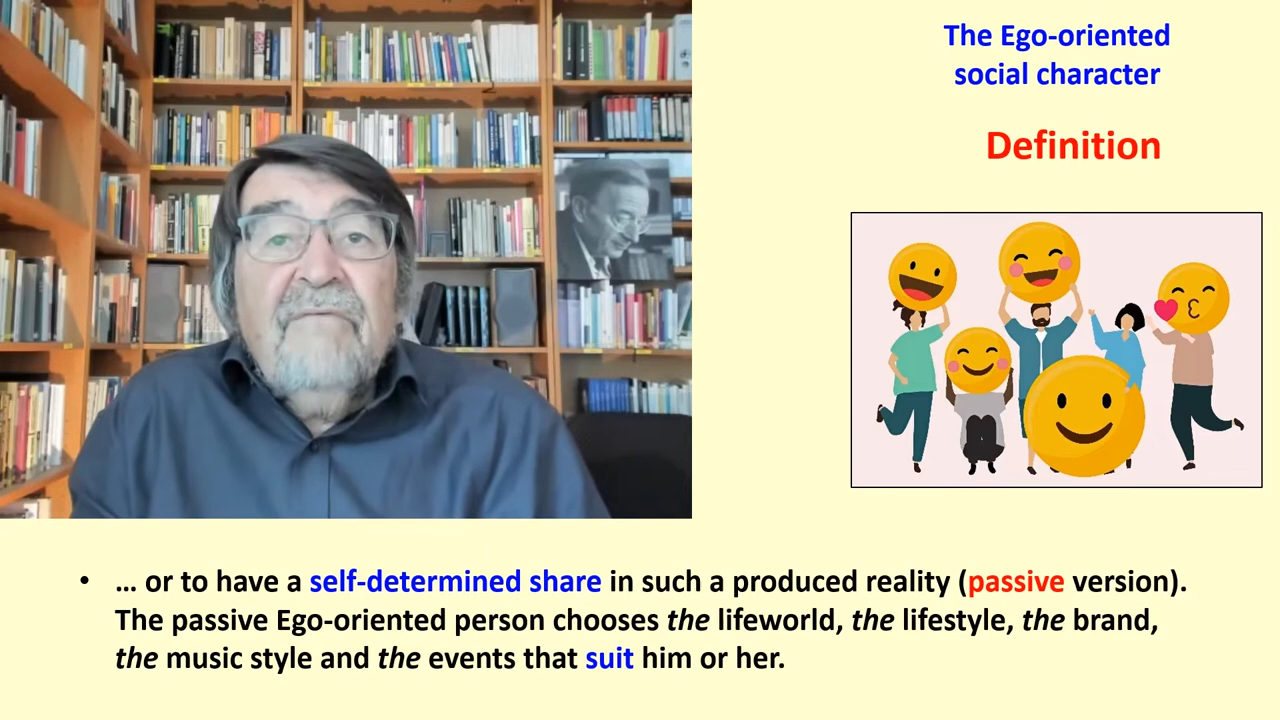 The Ego-oriented
social character
Definition
• … or to have a self-determined share in such a produced reality (passive version).
The passive Ego-oriented person chooses the lifeworld, the lifestyle, the brand,
the music style and the events that suit him or her.